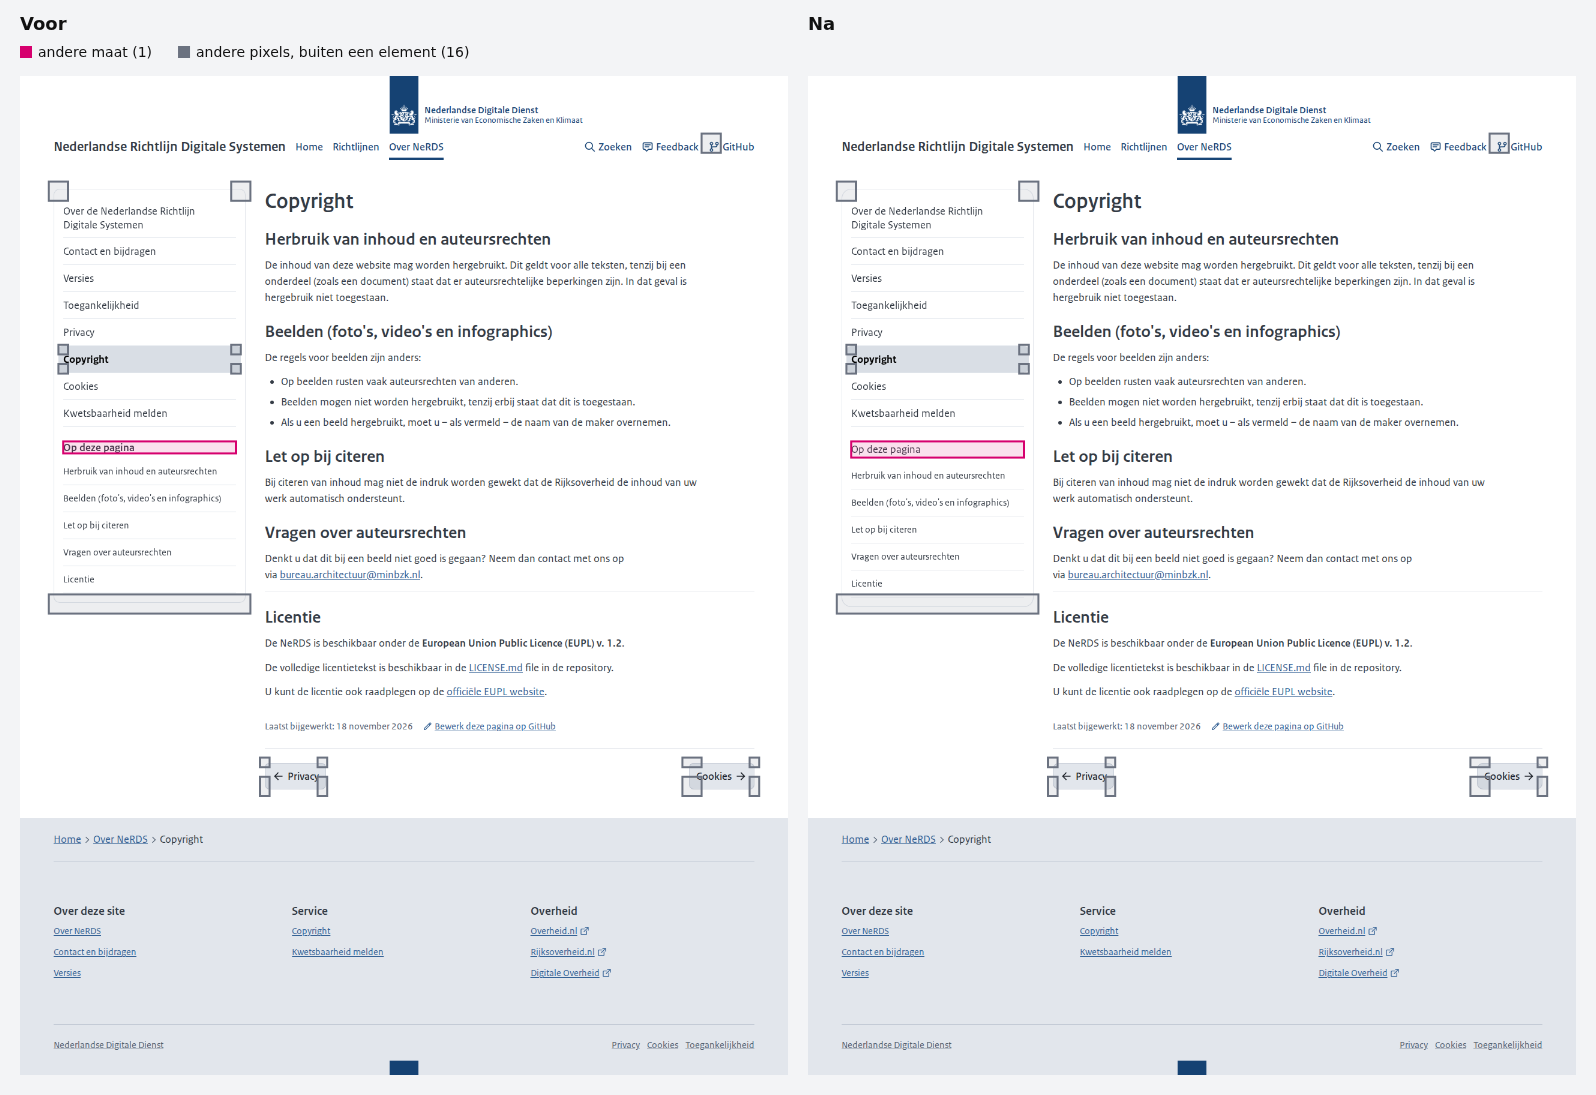 Voor
andere maat (1)
andere pixels, buiten een element (16)
Nederlandse Digitale Dienst
Ministerie van Economische Zaken en Klimaat
Nederlandse Richtlijn Digitale Systemen
Home
Richtlijnen
Over NeRDS
Zoeken
Feedback
GitHub
Over de Nederlandse Richtlijn
Digitale Systemen
Contact en bijdragen
Versies
Toegankelijkheid
Privacy
Copyright
Cookies
Kwetsbaarheid melden
Op deze pagina
Herbruik van inhoud en auteursrechten
Beelden (foto's, video's en infographics)
Let op bij citeren
Vragen over auteursrechten
Licentie
Copyright
Herbruik van inhoud en auteursrechten
De inhoud van deze website mag worden hergebruikt. Dit geldt voor alle teksten, tenzij bij een
onderdeel (zoals een document) staat dat er auteursrechtelijke beperkingen zijn. In dat geval is
hergebruik niet toegestaan.
Beelden (foto's, video's en infographics)
De regels voor beelden zijn anders:
Op beelden rusten vaak auteursrechten van anderen.
Beelden mogen niet worden hergebruikt, tenzij erbij staat dat dit is toegestaan.
Als u een beeld hergebruikt, moet u – als vermeld – de naam van de maker overnemen.
Let op bij citeren
Bij citeren van inhoud mag niet de indruk worden gewekt dat de Rijksoverheid de inhoud van uw
werk automatisch ondersteunt.
Vragen over auteursrechten
Denkt u dat dit bij een beeld niet goed is gegaan? Neem dan contact met ons op
via bureau.architectuur@minbzk.nl.
Licentie
De NeRDS is beschikbaar onder de European Union Public Licence (EUPL) v. 1.2.
De volledige licentietekst is beschikbaar in de LICENSE.md file in de repository.
U kunt de licentie ook raadplegen op de officiële EUPL website.
Laatst bijgewerkt: 18 november 2026
Bewerk deze pagina op GitHub
← Privacy
Cookies →
Home > Over NeRDS > Copyright
Over deze site
Over NeRDS
Contact en bijdragen
Versies
Service
Copyright
Kwetsbaarheid melden
Overheid
Overheid.nl
Rijksoverheid.nl
Digitale Overheid
Nederlandse Digitale Dienst
Privacy
Cookies
Toegankelijkheid
Na
Nederlandse Digitale Dienst
Ministerie van Economische Zaken en Klimaat
Nederlandse Richtlijn Digitale Systemen
Home
Richtlijnen
Over NeRDS
Zoeken
Feedback
GitHub
Over de Nederlandse Richtlijn
Digitale Systemen
Contact en bijdragen
Versies
Toegankelijkheid
Privacy
Copyright
Cookies
Kwetsbaarheid melden
Op deze pagina
Herbruik van inhoud en auteursrechten
Beelden (foto's, video's en infographics)
Let op bij citeren
Vragen over auteursrechten
Licentie
Copyright
Herbruik van inhoud en auteursrechten
De inhoud van deze website mag worden hergebruikt. Dit geldt voor alle teksten, tenzij bij een
onderdeel (zoals een document) staat dat er auteursrechtelijke beperkingen zijn. In dat geval is
hergebruik niet toegestaan.
Beelden (foto's, video's en infographics)
De regels voor beelden zijn anders:
Op beelden rusten vaak auteursrechten van anderen.
Beelden mogen niet worden hergebruikt, tenzij erbij staat dat dit is toegestaan.
Als u een beeld hergebruikt, moet u – als vermeld – de naam van de maker overnemen.
Let op bij citeren
Bij citeren van inhoud mag niet de indruk worden gewekt dat de Rijksoverheid de inhoud van uw
werk automatisch ondersteunt.
Vragen over auteursrechten
Denkt u dat dit bij een beeld niet goed is gegaan? Neem dan contact met ons op
via bureau.architectuur@minbzk.nl.
Licentie
De NeRDS is beschikbaar onder de European Union Public Licence (EUPL) v. 1.2.
De volledige licentietekst is beschikbaar in de LICENSE.md file in de repository.
U kunt de licentie ook raadplegen op de officiële EUPL website.
Laatst bijgewerkt: 18 november 2026
Bewerk deze pagina op GitHub
← Privacy
Cookies →
Home > Over NeRDS > Copyright
Over deze site
Over NeRDS
Contact en bijdragen
Versies
Service
Copyright
Kwetsbaarheid melden
Overheid
Overheid.nl
Rijksoverheid.nl
Digitale Overheid
Nederlandse Digitale Dienst
Privacy
Cookies
Toegankelijkheid